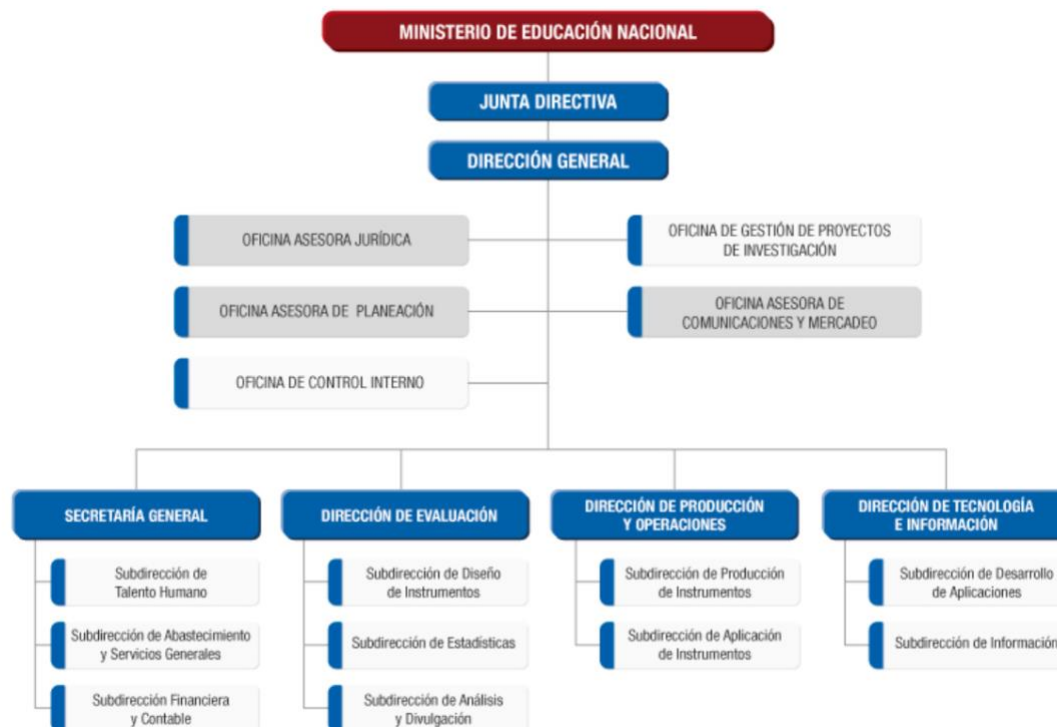 MINISTERIO DE EDUCACIÓN NACIONAL
JUNTA DIRECTIVA
DIRECCIÓN GENERAL
OFICINA ASESORA JURÍDICA
OFICINA DE GESTIÓN DE PROYECTOS
DE INVESTIGACIÓN
OFICINA ASESORA DE PLANEACIÓN
OFICINA ASESORA DE
COMUNICACIONES Y MERCADEO
OFICINA DE CONTROL INTERNO
SECRETARÍA GENERAL
Subdirección de
Talento Humano
Subdirección de Abastecimiento
y Servicios Generales
Subdirección Financiera
y Contable
DIRECCIÓN DE EVALUACIÓN
Subdirección de Diseño
de Instrumentos
Subdirección de Estadísticas
Subdirección de Análisis
y Divulgación
DIRECCIÓN DE PRODUCCIÓN
Y OPERACIONES
Subdirección de Producción
de Instrumentos
Subdirección de Aplicación
de Instrumentos
DIRECCIÓN DE TECNOLOGÍA
E INFORMACIÓN
Subdirección de Desarrollo
de Aplicaciones
Subdirección de Información